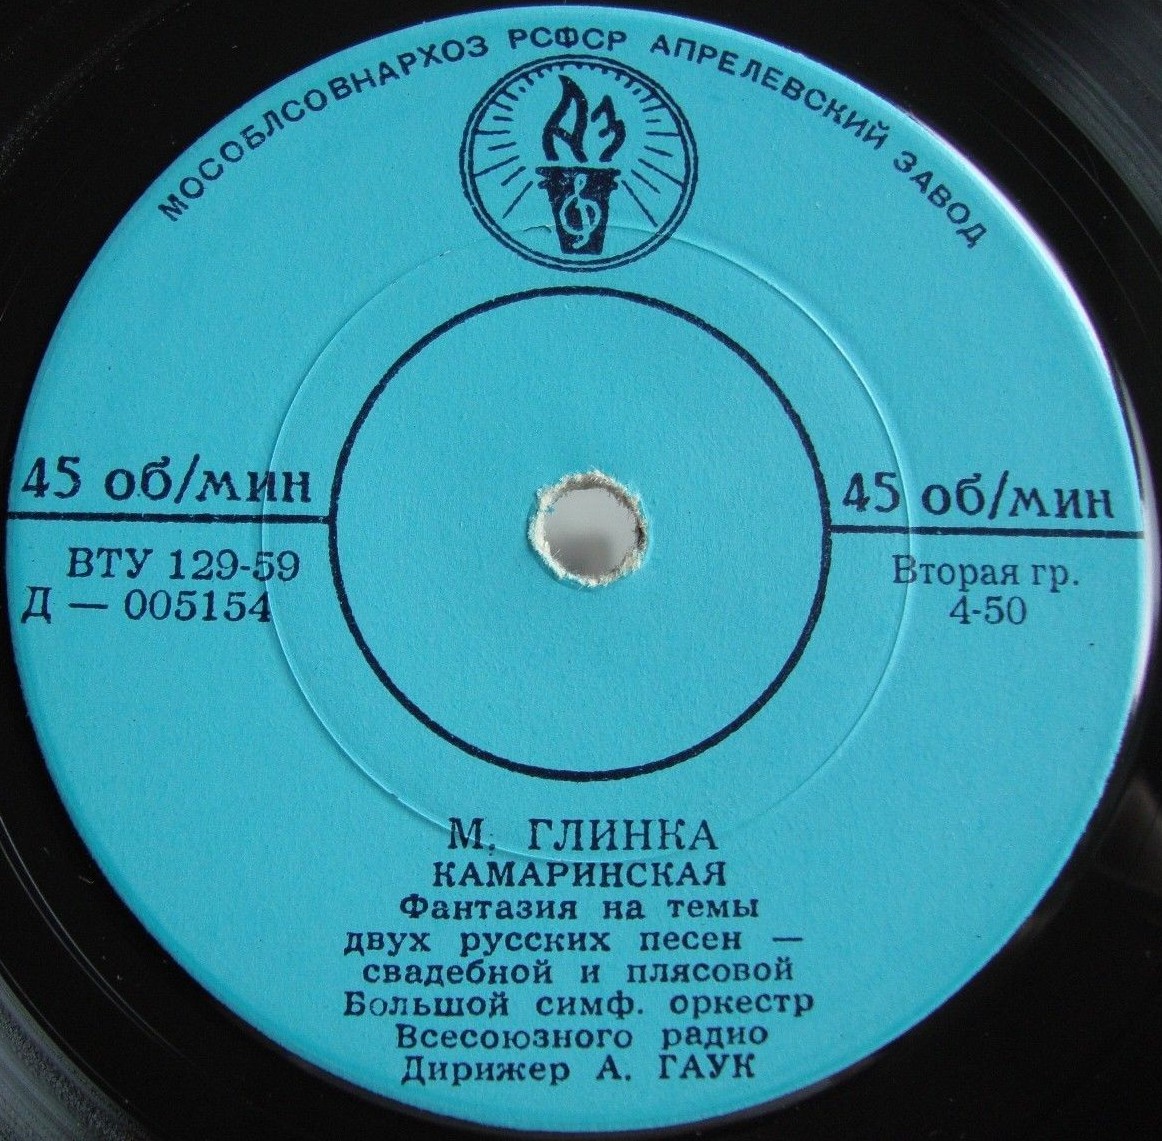 МОСОБЛСОВНАРХОЗ РСФСР АПРЕЛЕВСКИЙ ЗАВОД
АЗ
45 об/мин
45 об/мин
ВТУ 129-59
Д — 005154
Вторая гр.
4-50
М. ГЛИНКА
КАМАРИНСКАЯ
Фантазия на темы
двух русских песен —
свадебной и плясовой
Большой симф. оркестр
Всесоюзного радио
Дирижер А. ГАУК